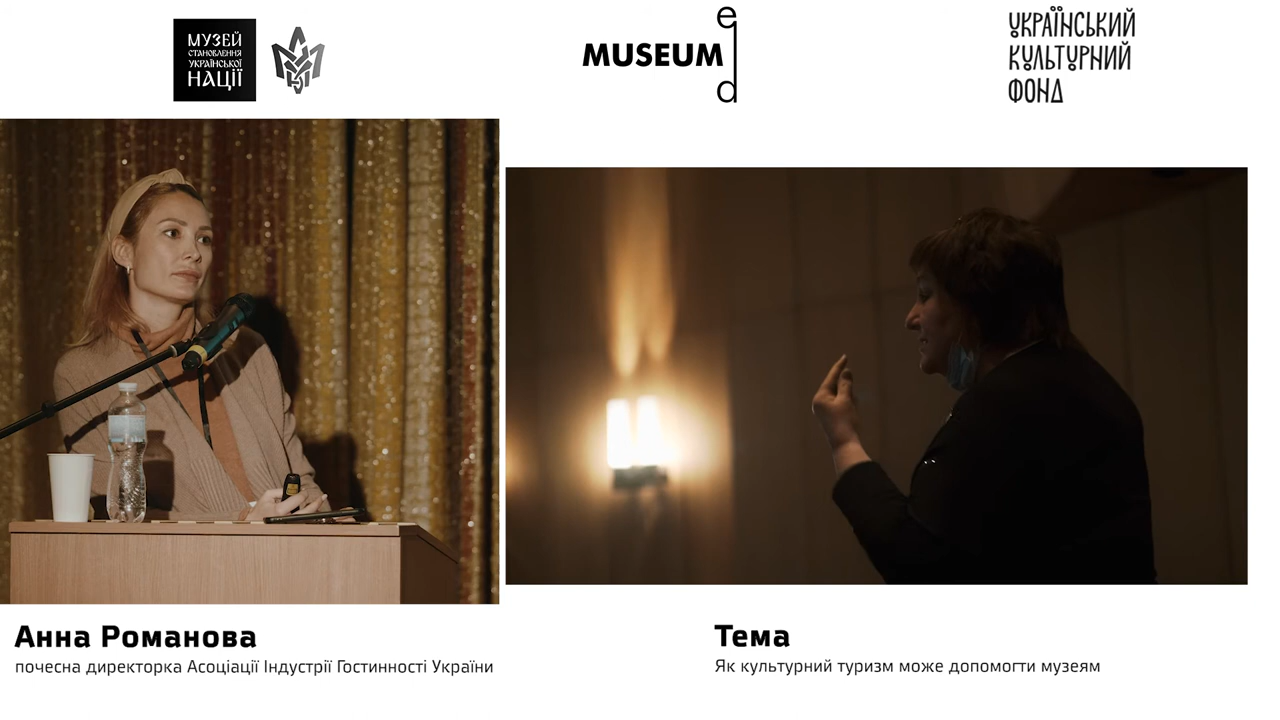 МУЗЕЙ
СТАНОВЛЕННЯ
УКРАЇНСЬКОЇ
НАЦІЇ
MUSEUM
ed
УКРАЇНСЬКИЙ
КУЛЬТУРНИЙ
ФОНД
Анна Романова
почесна директорка Асоціації Індустрії Гостинності України
Тема
Як культурний туризм може допомогти музеям